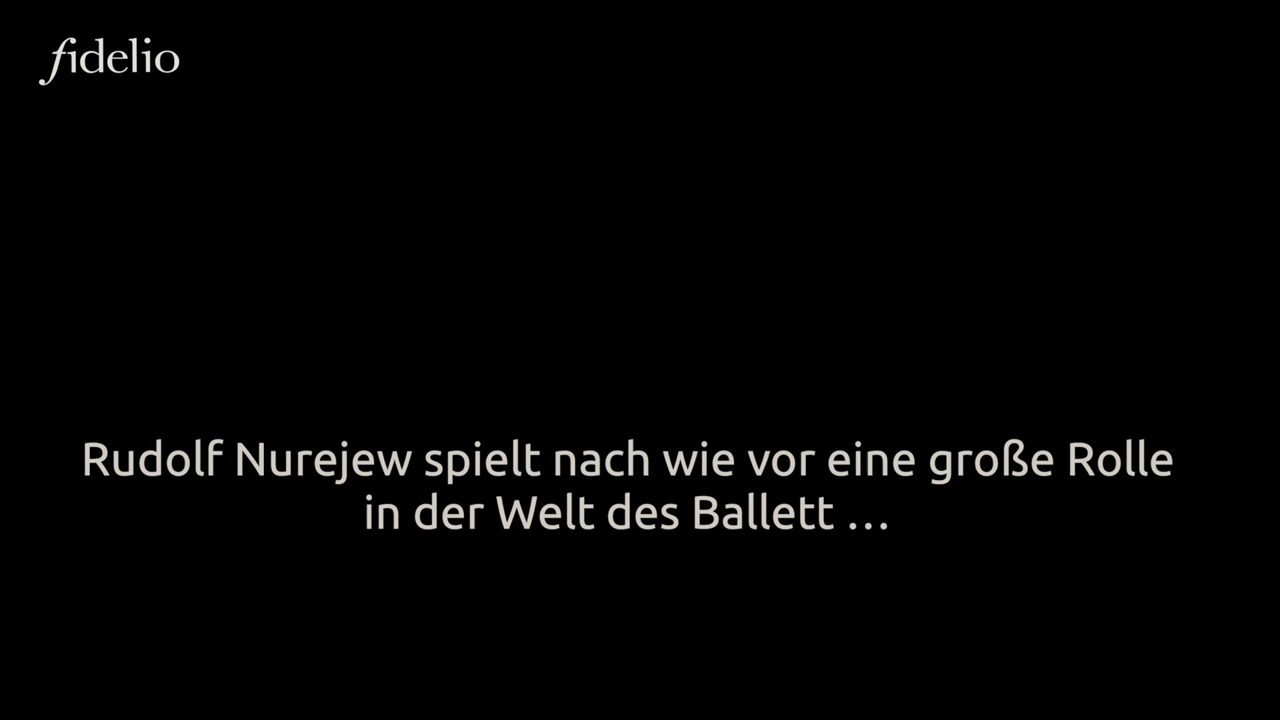 fidelio
Rudolf Nurejew spielt nach wie vor eine große Rolle
in der Welt des Ballett ...